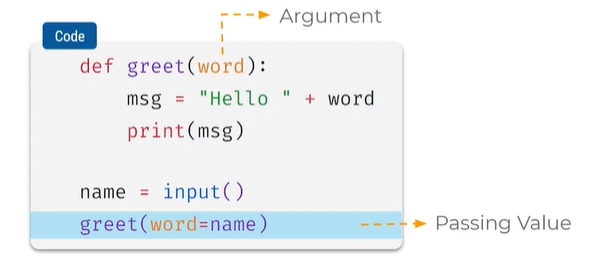 Argument
Code
def greet(word):
    msg = "Hello " + word
    print(msg)
name = input()
greet(word=name)
Passing Value